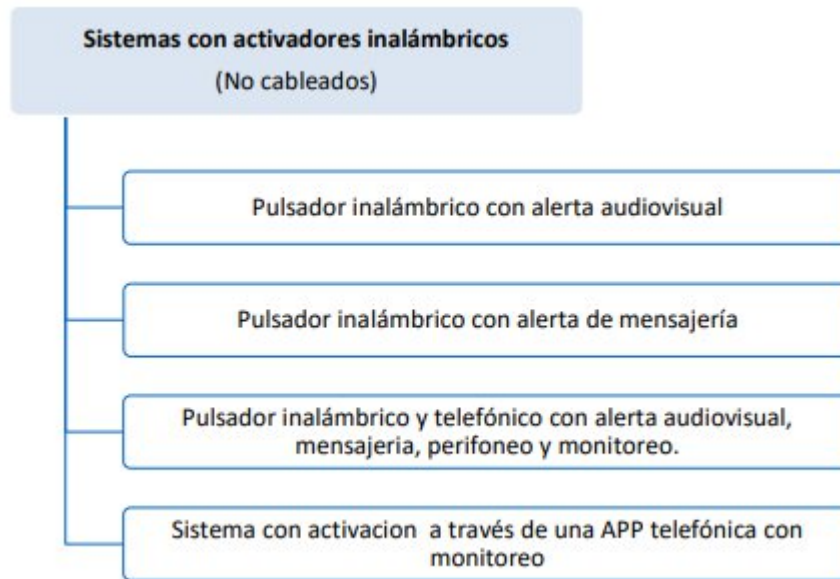 Sistemas con activadores inalámbricos
(No cableados)
Pulsador inalámbrico con alerta audiovisual
Pulsador inalámbrico con alerta de mensajería
Pulsador inalámbrico y telefónico con alerta audiovisual,
mensajeria, perifoneo y monitoreo.
Sistema con activacion a través de una APP telefónica con
monitoreo